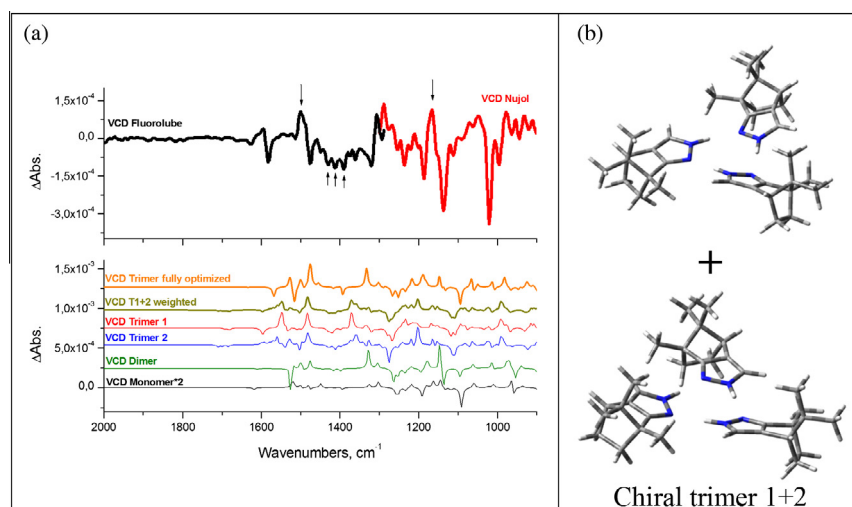 (a)
(b)
1,5x10-4
0,0
-1,5x10-4
-3,0x10-4
ΔAbs.
VCD Fluorolube
VCD Nujol
1,5x10-3
1,0x10-3
5,0x10-4
0,0
ΔAbs.
VCD Trimer fully optimized
VCD T1+2 weighted
VCD Trimer 1
VCD Trimer 2
VCD Dimer
VCD Monomer*2
2000 1800 1600 1400 1200 1000
Wavenumbers, cm-1
+
Chiral trimer 1+2